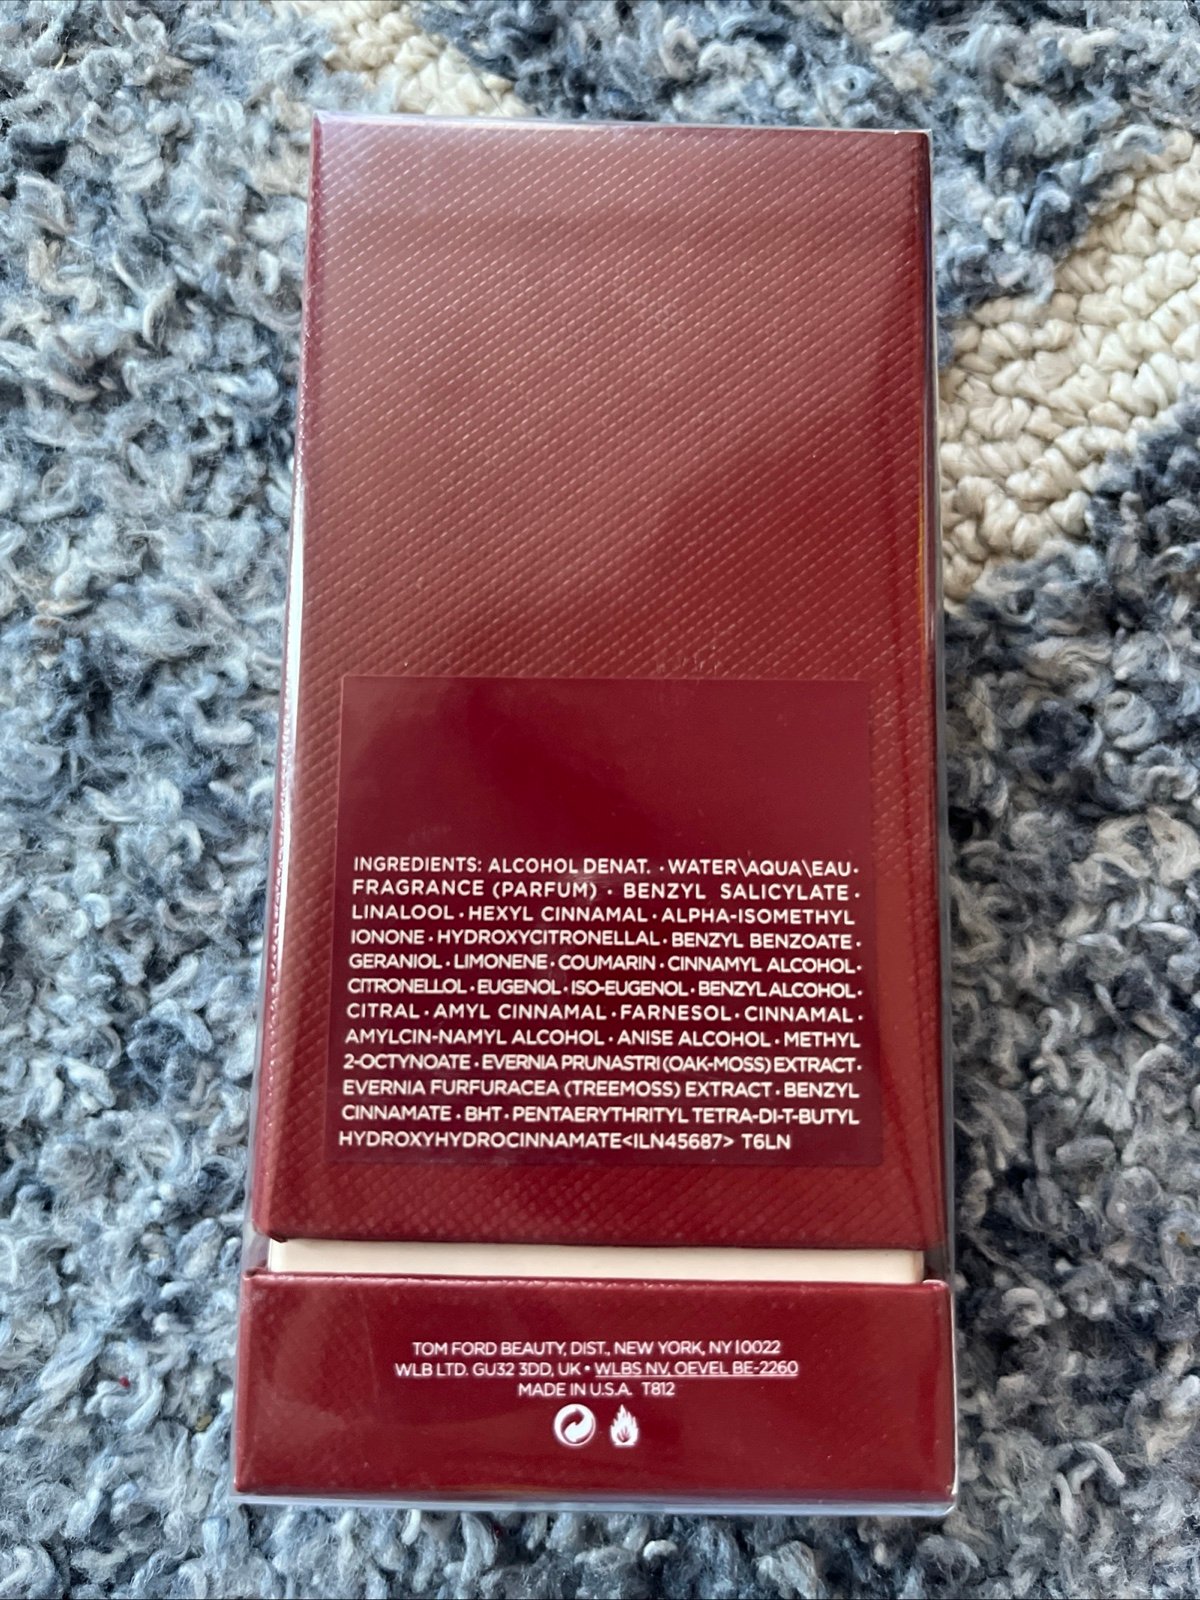 INGREDIENTS: ALCOHOL DENAT. · WATER\AQUA\EAU·
FRAGRANCE (PARFUM) · BENZYL SALICYLATE ·
LINALOOL · HEXYL CINNAMAL · ALPHA-ISOMETHYL
IONONE · HYDROXYCITRONELLAL · BENZYL BENZOATE ·
GERANIOL · LIMONENE · COUMARIN · CINNAMYL ALCOHOL·
CITRONELLOL · EUGENOL · ISO-EUGENOL · BENZYL ALCOHOL·
CITRAL · AMYL CINNAMAL · FARNESOL · CINNAMAL ·
AMYLCIN-NAMYL ALCOHOL · ANISE ALCOHOL · METHYL
2-OCTYNOATE · EVERNIA PRUNASTRI (OAK-MOSS) EXTRACT ·
EVERNIA FURFURACEA (TREEMOSS) EXTRACT · BENZYL
CINNAMATE · BHT · PENTAERYTHRITYL TETRA-DI-T-BUTYL
HYDROXYHYDROCINNAMATE<ILN45687> T6LN
TOM FORD BEAUTY, DIST., NEW YORK, NY 10022
WLB LTD. GU32 3DD, UK • WLBS NV, OEVEL BE-2260
MADE IN U.S.A. T812